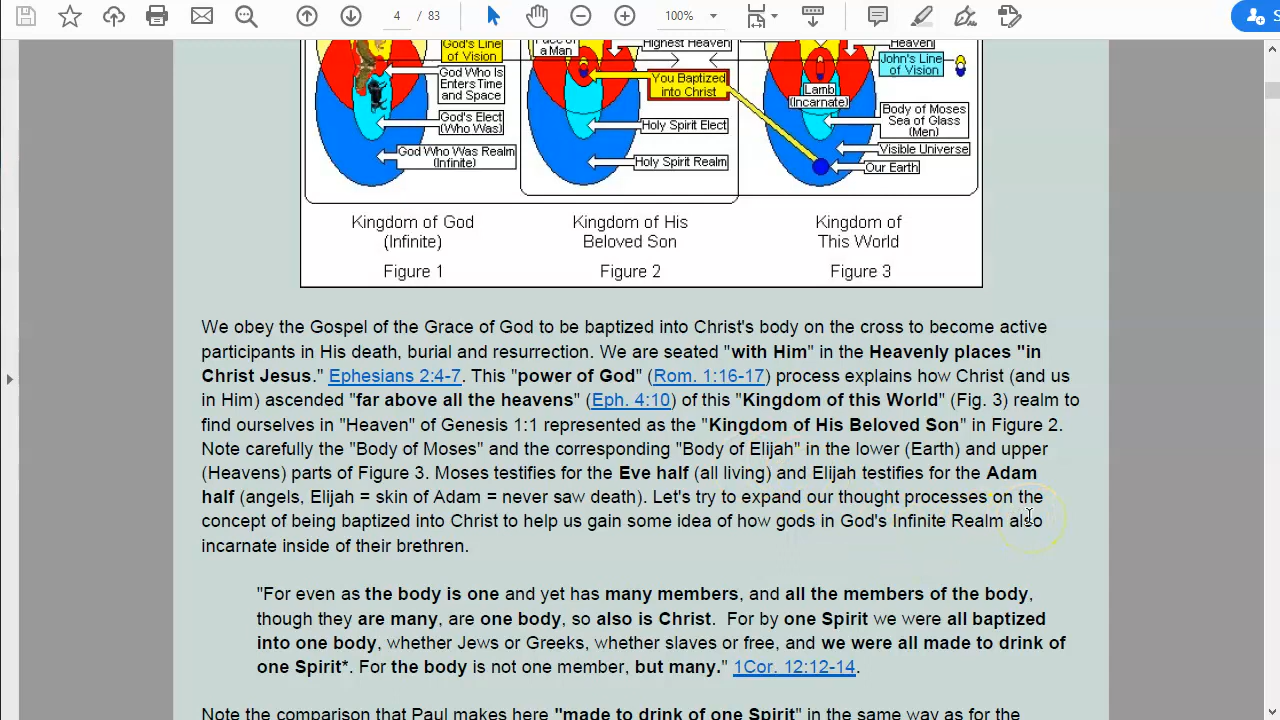 4 / 83
100%
God's Line
of Vision
God Who Is
Enters Time
and Space
God's Elect
(Who Was)
God Who Was Realm
(Infinite)
Face of
a Man
Highest Heaven
You Baptized
into Christ
Holy Spirit Elect
Holy Spirit Realm
Heaven
John's Line
of Vision
Lamb
(Incarnate)
Body of Moses
Sea of Glass
(Men)
Visible Universe
Our Earth
Kingdom of God
(Infinite)
Figure 1
Kingdom of His
Beloved Son
Figure 2
Kingdom of
This World
Figure 3
We obey the Gospel of the Grace of God to be baptized into Christ's body on the cross to become active
participants in His death, burial and resurrection. We are seated "with Him" in the Heavenly places "in
Christ Jesus." Ephesians 2:4-7. This "power of God" (Rom. 1:16-17) process explains how Christ (and us
in Him) ascended "far above all the heavens" (Eph. 4:10) of this "Kingdom of this World" (Fig. 3) realm to
find ourselves in "Heaven" of Genesis 1:1 represented as the "Kingdom of His Beloved Son" in Figure 2.
Note carefully the "Body of Moses" and the corresponding "Body of Elijah" in the lower (Earth) and upper
(Heavens) parts of Figure 3. Moses testifies for the Eve half (all living) and Elijah testifies for the Adam
half (angels, Elijah = skin of Adam = never saw death). Let's try to expand our thought processes on the
concept of being baptized into Christ to help us gain some idea of how gods in God's Infinite Realm also
incarnate inside of their brethren.
"For even as the body is one and yet has many members, and all the members of the body,
though they are many, are one body, so also is Christ.  For by one Spirit we were all baptized
into one body, whether Jews or Greeks, whether slaves or free, and we were all made to drink of
one Spirit*. For the body is not one member, but many." 1Cor. 12:12-14.
Note the comparison that Paul makes here "made to drink of one Spirit" in the same way as for the